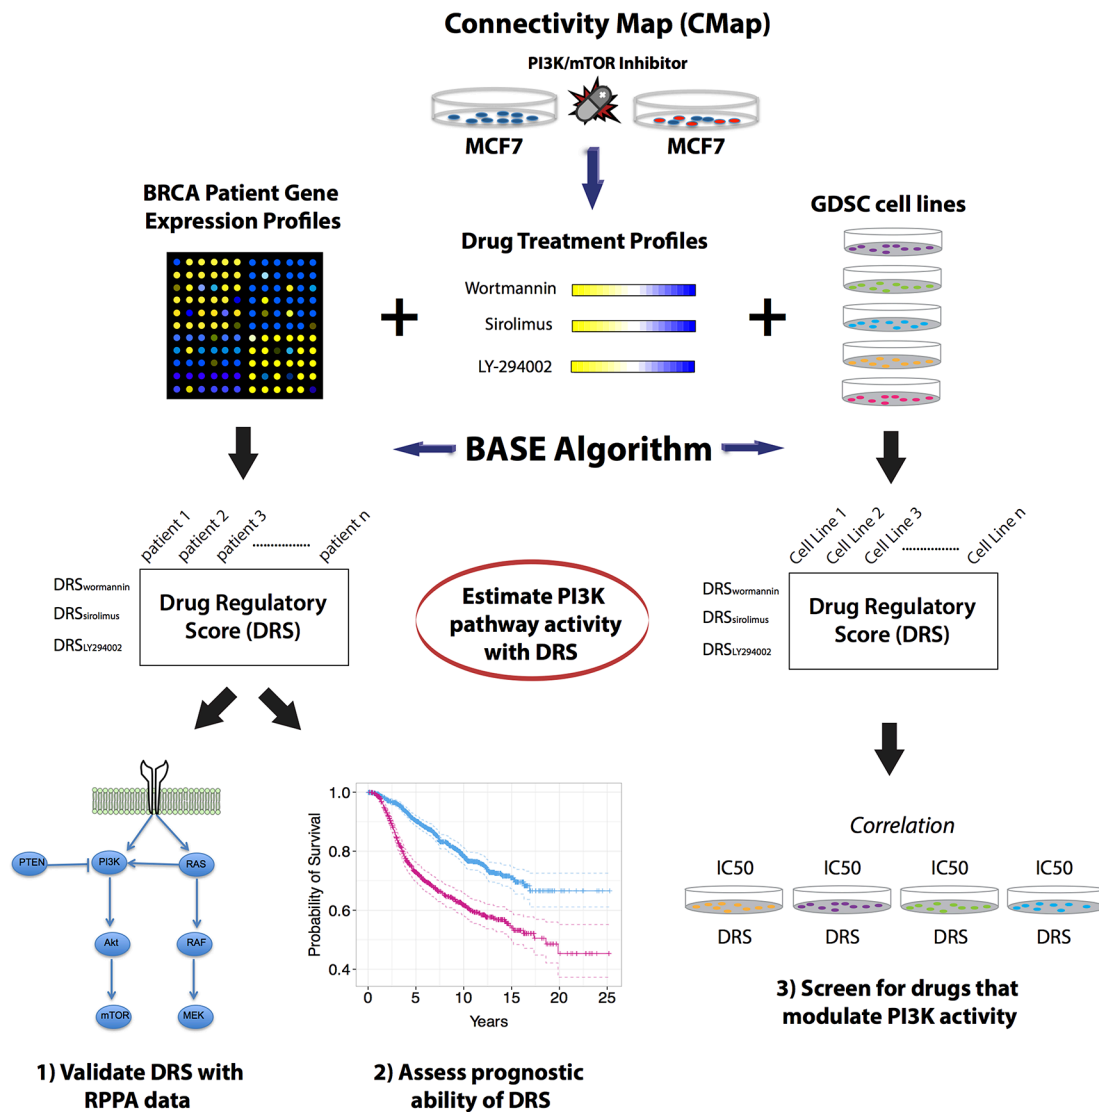 Connectivity Map (CMap)
PI3K/mTOR Inhibitor
MCF7
MCF7
BRCA Patient Gene
Expression Profiles
Drug Treatment Profiles
Wortmannin
Sirolimus
LY-294002
GDSC cell lines
+
+
BASE Algorithm
patient 1
patient 2
patient 3
..............
patient n
DRSwormannin
DRSsirolimus
DRSLY294002
Drug Regulatory
Score (DRS)
Estimate PI3K
pathway activity
with DRS
Cell Line 1
Cell Line 2
Cell Line 3
..............
Cell Line n
DRSwormannin
DRSsirolimus
DRSLY294002
Drug Regulatory
Score (DRS)
PTEN
PI3K
RAS
Akt
RAF
mTOR
MEK
1) Validate DRS with
RPPA data
Probability of Survival
1.0
0.8
0.6
0.4
0 5 10 15 20 25
Years
2) Assess prognostic
ability of DRS
Correlation
IC50 IC50 IC50 IC50
DRS DRS DRS DRS
3) Screen for drugs that
modulate PI3K activity